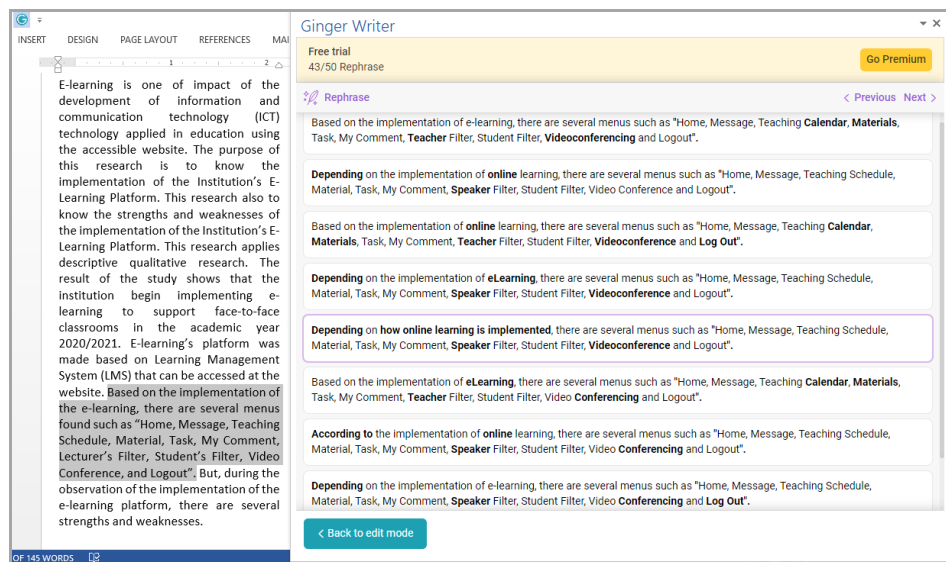 INSERT DESIGN PAGE LAYOUT REFERENCES MAI
1 2
E-learning is one of impact of the
development of information and
communication technology (ICT)
technology applied in education using
the accessible website. The purpose of
this research is to know the
implementation of the Institution's E-
Learning Platform. This research also to
know the strengths and weaknesses of
the implementation of the Institution's E-
Learning Platform. This research applies
descriptive qualitative research. The
result of the study shows that the
institution begin implementing e-
learning to support face-to-face
classrooms in the academic year
2020/2021. E-learning's platform was
made based on Learning Management
System (LMS) that can be accessed at the
website. Based on the implementation of
the e-learning, there are several menus
found such as “Home, Message, Teaching
Schedule, Material, Task, My Comment,
Lecturer's Filter, Student's Filter, Video
Conference, and Logout”. But, during the
observation of the implementation of the
e-learning platform, there are several
strengths and weaknesses.
OF 145 WORDS
Ginger Writer
Free trial
43/50 Rephrase
Go Premium
Rephrase
< Previous Next >
Based on the implementation of e-learning, there are several menus such as "Home, Message, Teaching Calendar, Materials,
Task, My Comment, Teacher Filter, Student Filter, Videoconferencing and Logout".
Depending on the implementation of online learning, there are several menus such as "Home, Message, Teaching Schedule,
Material, Task, My Comment, Speaker Filter, Student Filter, Video Conference and Logout".
Based on the implementation of online learning, there are several menus such as "Home, Message, Teaching Calendar,
Materials, Task, My Comment, Teacher Filter, Student Filter, Videoconference and Log Out".
Depending on the implementation of eLearning, there are several menus such as "Home, Message, Teaching Schedule,
Material, Task, My Comment, Speaker Filter, Student Filter, Videoconference and Logout".
Depending on how online learning is implemented, there are several menus such as "Home, Message, Teaching Schedule,
Material, Task, My Comment, Speaker Filter, Student Filter, Videoconference and Logout".
Based on the implementation of eLearning, there are several menus such as "Home, Message, Teaching Calendar, Materials,
Task, My Comment, Teacher Filter, Student Filter, Video Conferencing and Logout".
According to the implementation of online learning, there are several menus such as "Home, Message, Teaching Schedule,
Material, Task, My Comment, Speaker Filter, Student Filter, Video Conferencing and Logout".
Depending on the implementation of e-learning, there are several menus such as "Home, Message, Teaching Schedule,
Material, Task, My Comment, Speaker Filter, Student Filter, Video Conferencing and Log Out".
< Back to edit mode